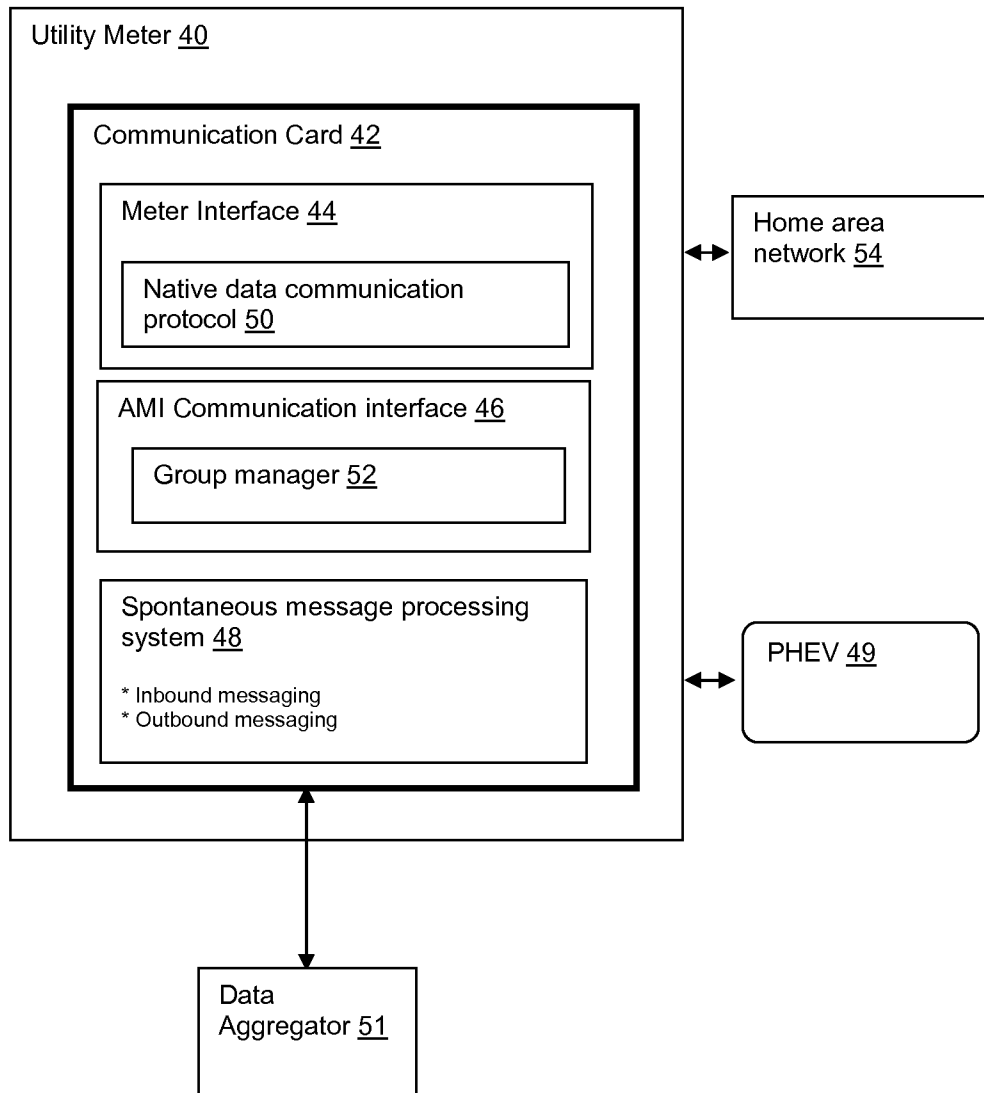 Utility Meter 40
Communication Card 42
Meter Interface 44
Native data communication
protocol 50
AMI Communication interface 46
Group manager 52
Spontaneous message processing
system 48
* Inbound messaging
* Outbound messaging
Home area
network 54
PHEV 49
Data
Aggregator 51